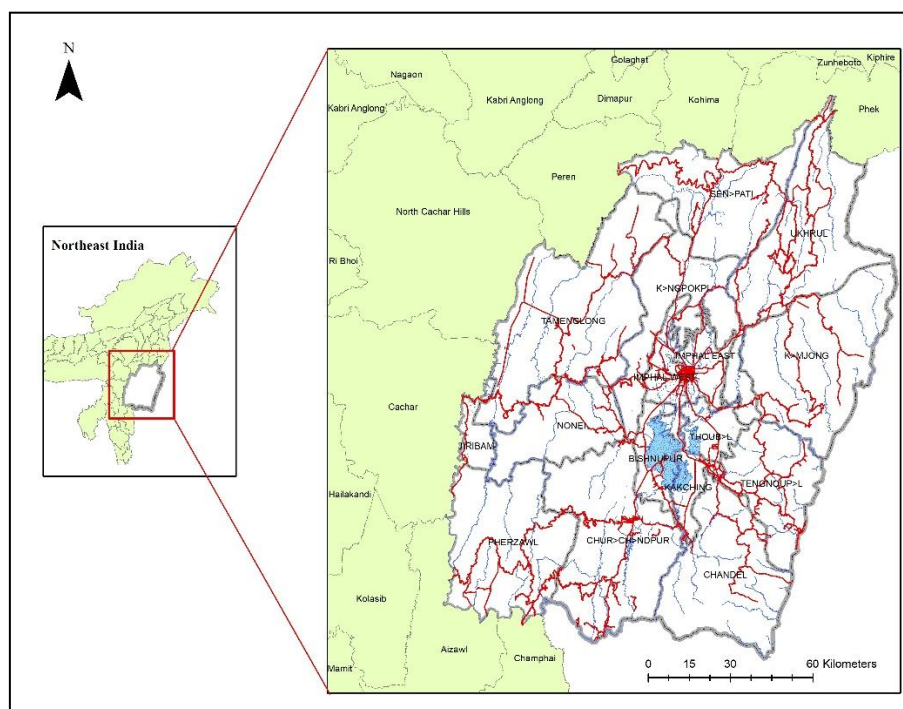 N
Northeast India
Golaghat
Zunheboto
Kiphire
Nagaon
Kabri Anglong
Kabri Anglong
Dimapur
Kohima
Phek
Peren
SEN>PATI
North Cachar Hills
UKHRUL
Ri Bhoi
K>NGPOKPI
TAMENGLONG
IMPHAL EAST
K>MJONG
IMPHAL WEST
Cachar
NONEY
THOUB>L
JIRIBAM
BISHNUPUR
Hailakandi
KAKCHING
TENGNOUP>L
PHERZAWL
CHUR>CH>NDPUR
CHANDEL
Kolasib
Aizawl
Mamit
Champhai
0 15 30 60 Kilometers